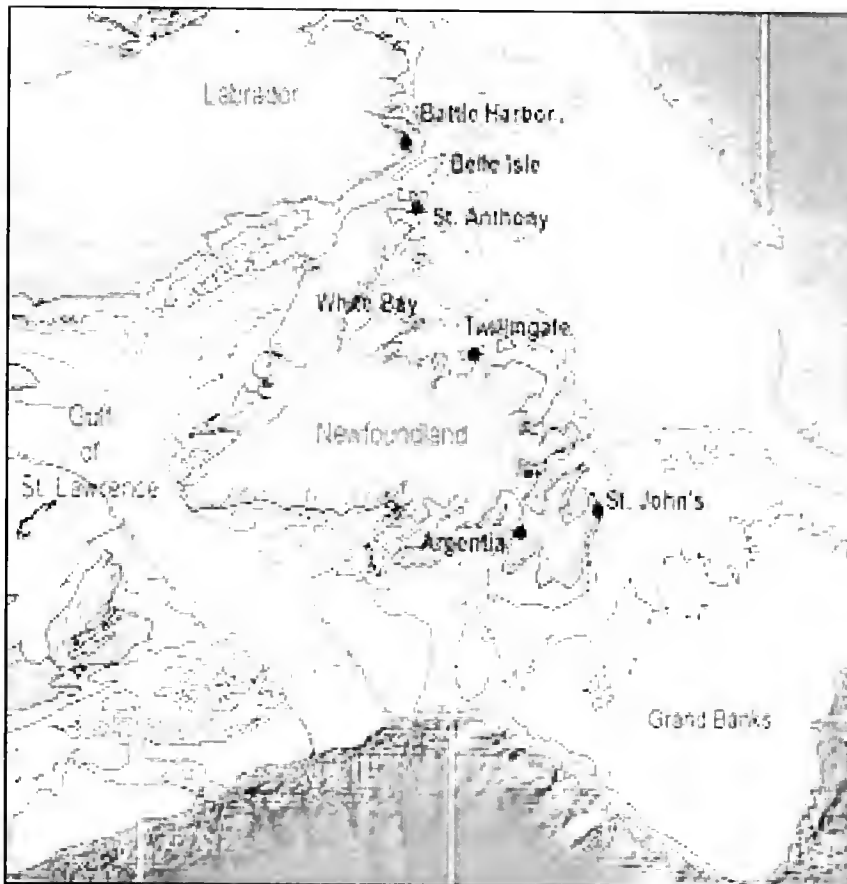 Labrador
Battle Harbor
Belle Isle
St. Anthony
White Bay
Twillingate
Gulf
of
St. Lawrence
Newfoundland
St. John's
Argentia
Grand Banks